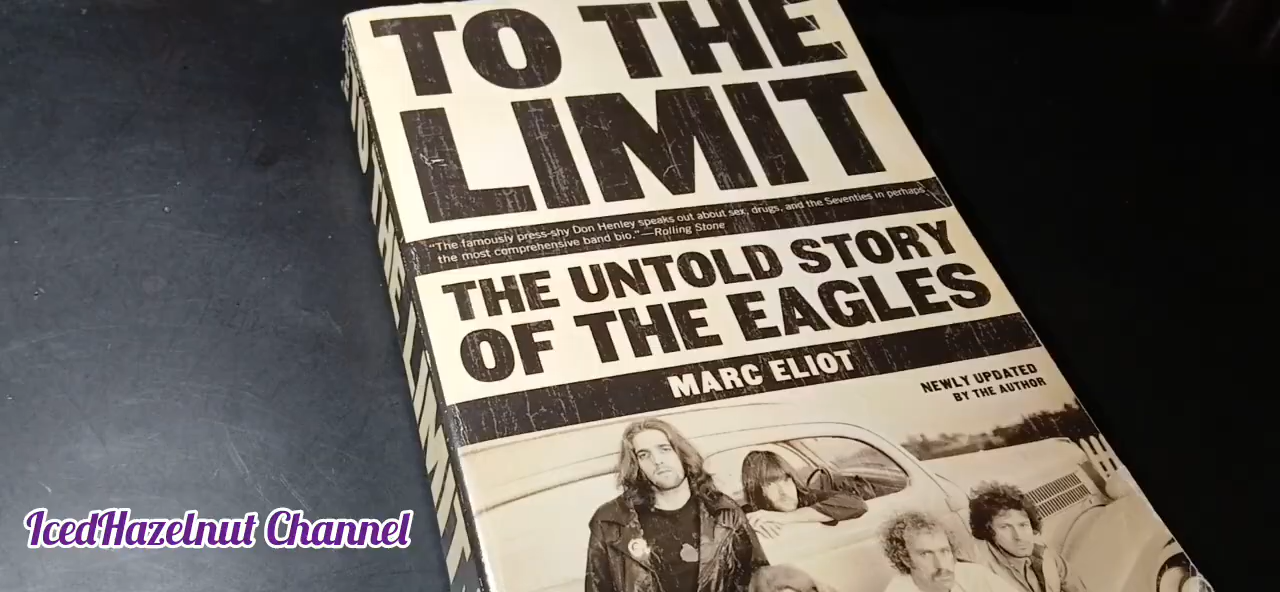 TO THE
LIMIT
"The famously press-shy Don Henley speaks out about sex, drugs, and the Seventies in perhaps
the most comprehensive band bio."—Rolling Stone
THE UNTOLD STORY
OF THE EAGLES
MARC ELIOT
NEWLY UPDATED
BY THE AUTHOR
TO THE LIMIT
IcedHazelnut Channel